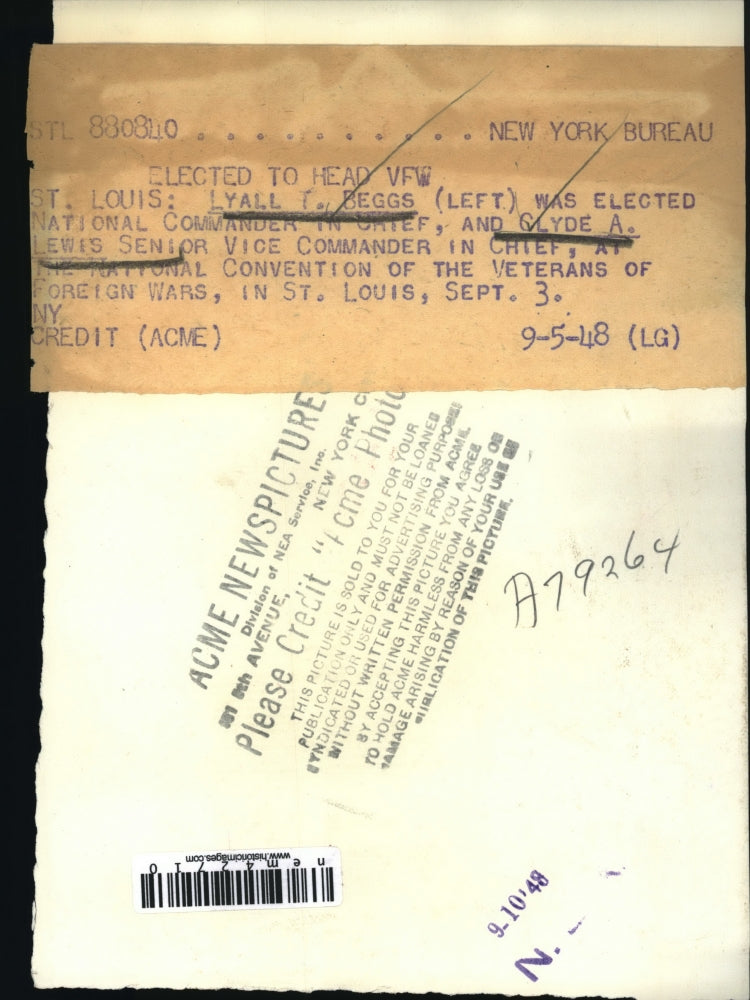 STL 880840 . . . . . . . . . . . NEW YORK BUREAU
ELECTED TO HEAD VFW
ST. LOUIS: LYALL T. BEGGS (LEFT) WAS ELECTED
NATIONAL COMMANDER IN CHIEF, AND CLYDE A.
LEWIS SENIOR VICE COMMANDER IN CHIEF, AT
THE NATIONAL CONVENTION OF THE VETERANS OF
FOREIGN WARS, IN ST. LOUIS, SEPT. 3.
NY
CREDIT (ACME) 9-5-48 (LG)
ACME NEWSPICTURE
Division of NEA Service, Inc.
8th AVENUE, NEW YORK C
Please Credit "Acme Photo
THIS PICTURE IS SOLD TO YOU FOR YOUR
PUBLICATION ONLY AND MUST NOT BE LOANED
SYNDICATED OR USED FOR ADVERTISING PURPOSES
WITHOUT WRITTEN PERMISSION FROM ACME.
BY ACCEPTING THIS PICTURE YOU AGREE
TO HOLD ACME HARMLESS FROM ANY LOSS OR
DAMAGE ARISING BY REASON OF YOUR USE OR
PUBLICATION OF THIS PICTURE.
A79264
www.historicimages.com
nem42710
9-10-'48
N.